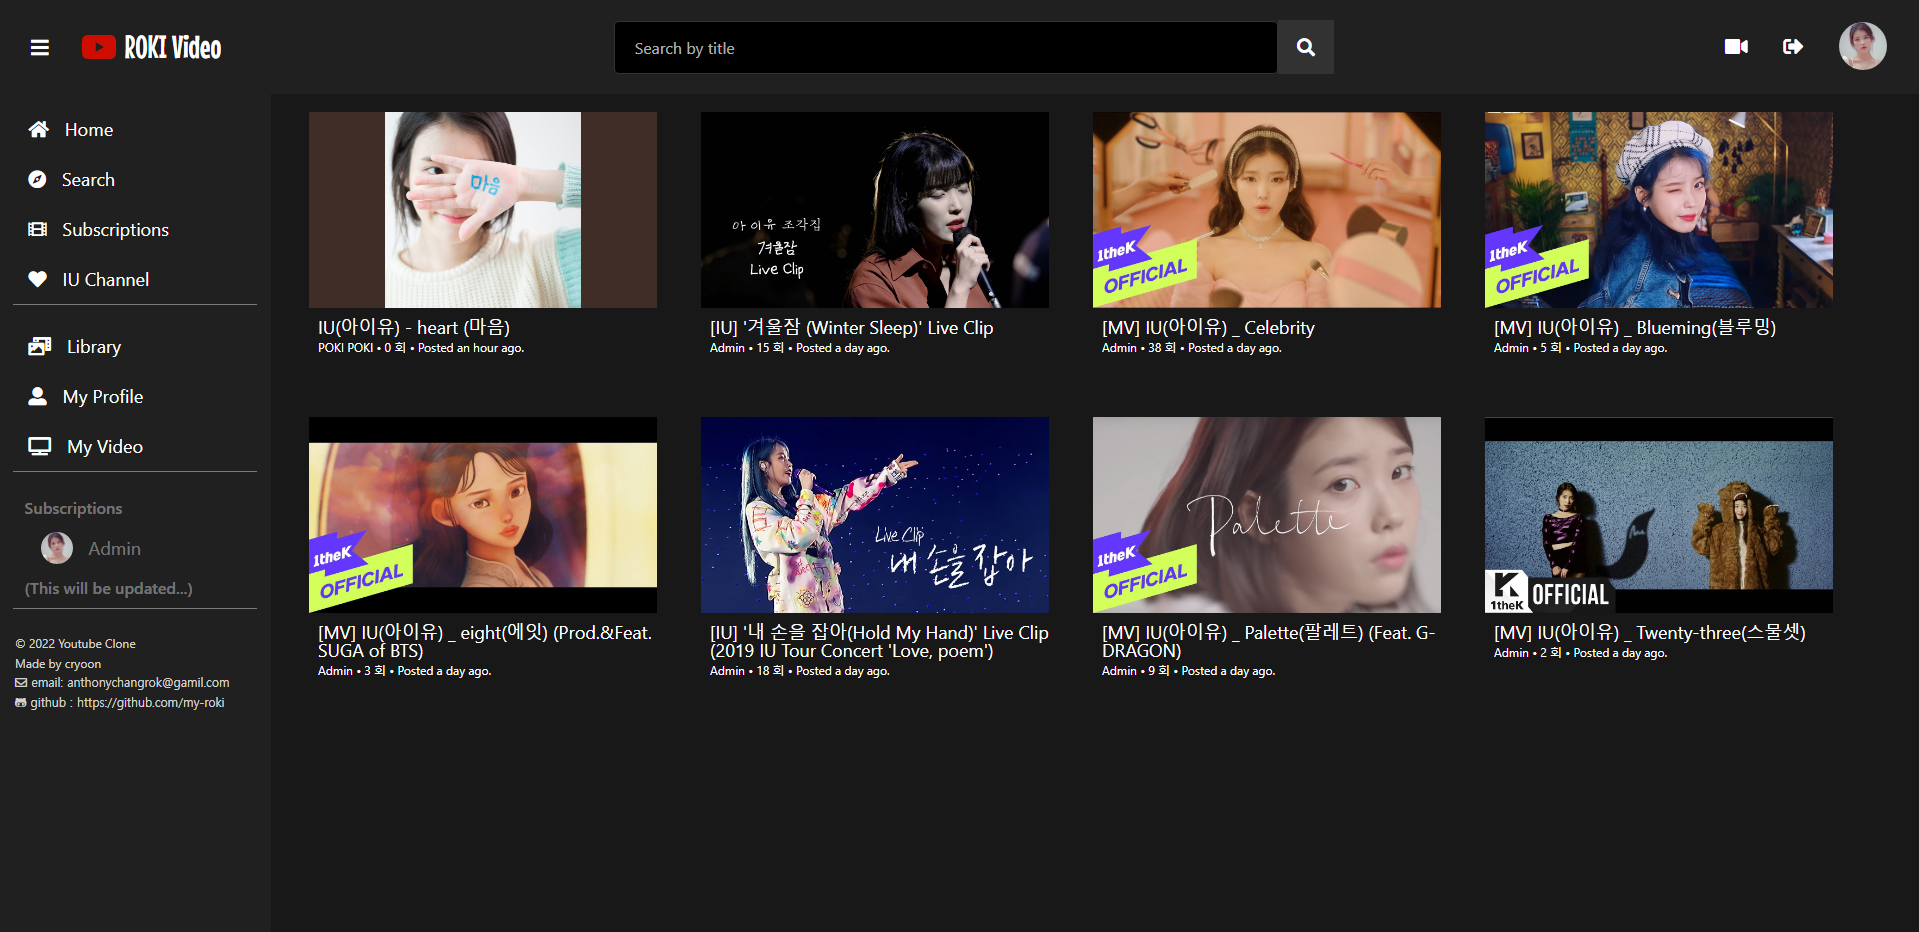 ROKI Video
Search by title
Home
Search
Subscriptions
IU Channel
Library
My Profile
My Video
Subscriptions
Admin
(This will be updated...)
© 2022 Youtube Clone
Made by cryoon
email: anthonychangrok@gamil.com
github : https://github.com/my-roki
마음
IU(아이유) - heart (마음)
POKI POKI • 0 회 • Posted an hour ago.
아이유 조각집
겨울잠
Live Clip
[IU] '겨울잠 (Winter Sleep)' Live Clip
Admin • 15 회 • Posted a day ago.
1theK
OFFICIAL
[MV] IU(아이유) _ Celebrity
Admin • 38 회 • Posted a day ago.
1theK
OFFICIAL
[MV] IU(아이유) _ Blueming(블루밍)
Admin • 5 회 • Posted a day ago.
1theK
OFFICIAL
[MV] IU(아이유) _ eight(에잇) (Prod.&Feat.
SUGA of BTS)
Admin • 3 회 • Posted a day ago.
Live Clip
내 손을 잡아
[IU] '내 손을 잡아(Hold My Hand)' Live Clip
(2019 IU Tour Concert 'Love, poem')
Admin • 18 회 • Posted a day ago.
Palette
1theK
OFFICIAL
[MV] IU(아이유) _ Palette(팔레트) (Feat. G-
DRAGON)
Admin • 9 회 • Posted a day ago.
K
1theK OFFICIAL
[MV] IU(아이유) _ Twenty-three(스물셋)
Admin • 2 회 • Posted a day ago.